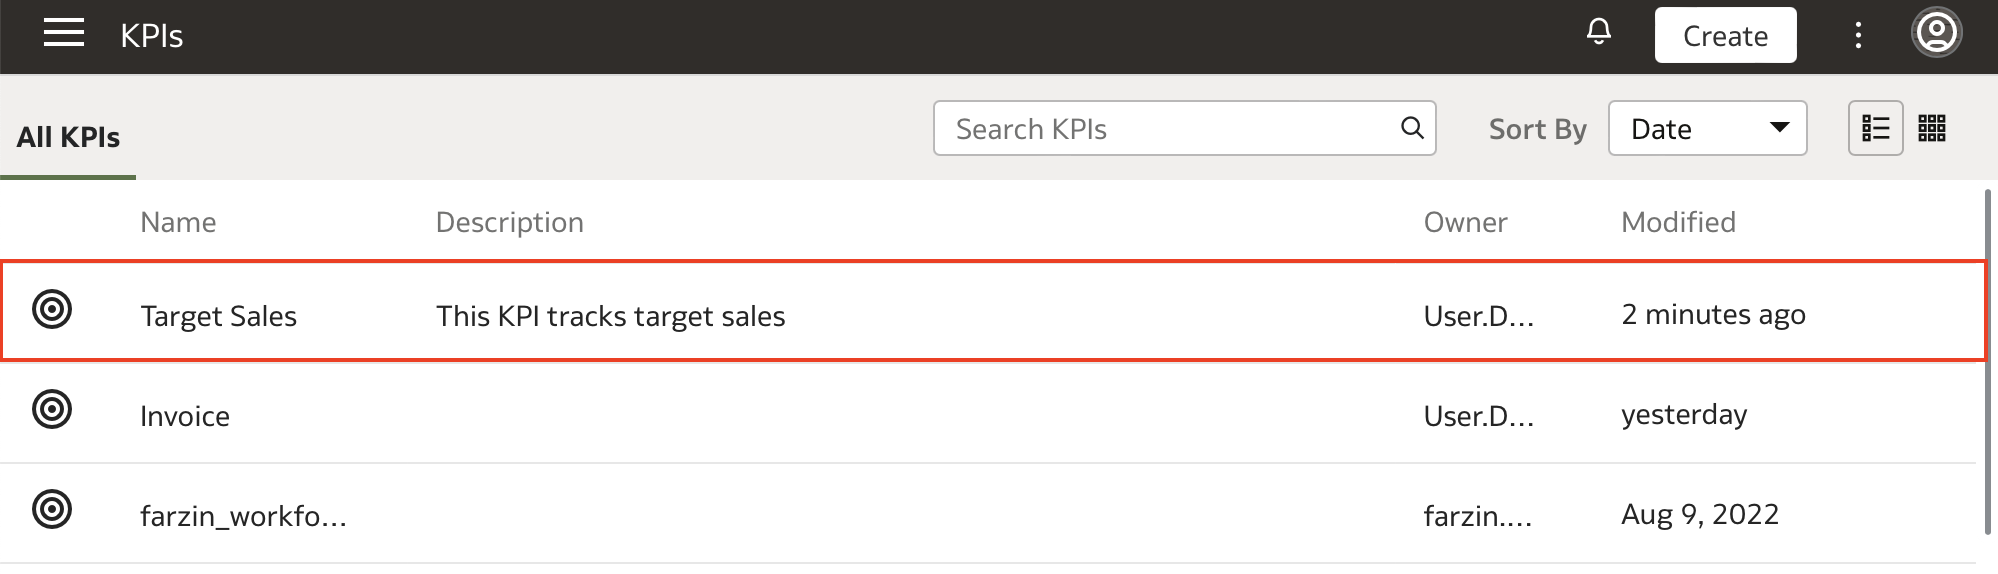 KPIs Create
All KPIs Search KPIs Sort By Date
Name Description Owner Modified
Target Sales This KPI tracks target sales User.D... 2 minutes ago
Invoice User.D... yesterday
farzin_workfo... farzin.... Aug 9, 2022